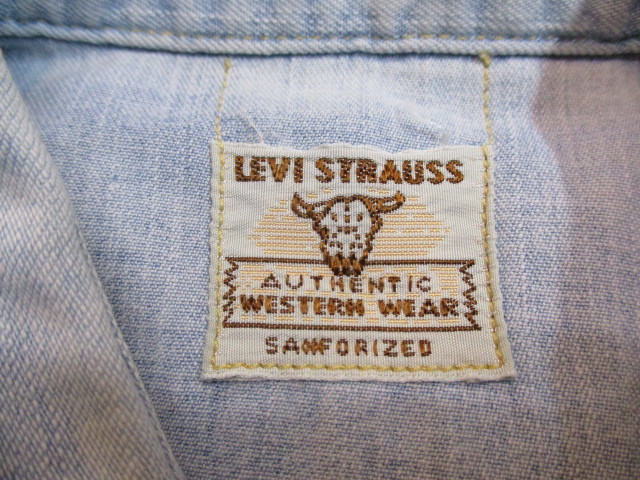 LEVI STRAUSS
AUTHENTIC
WESTERN WEAR
SANFORIZED